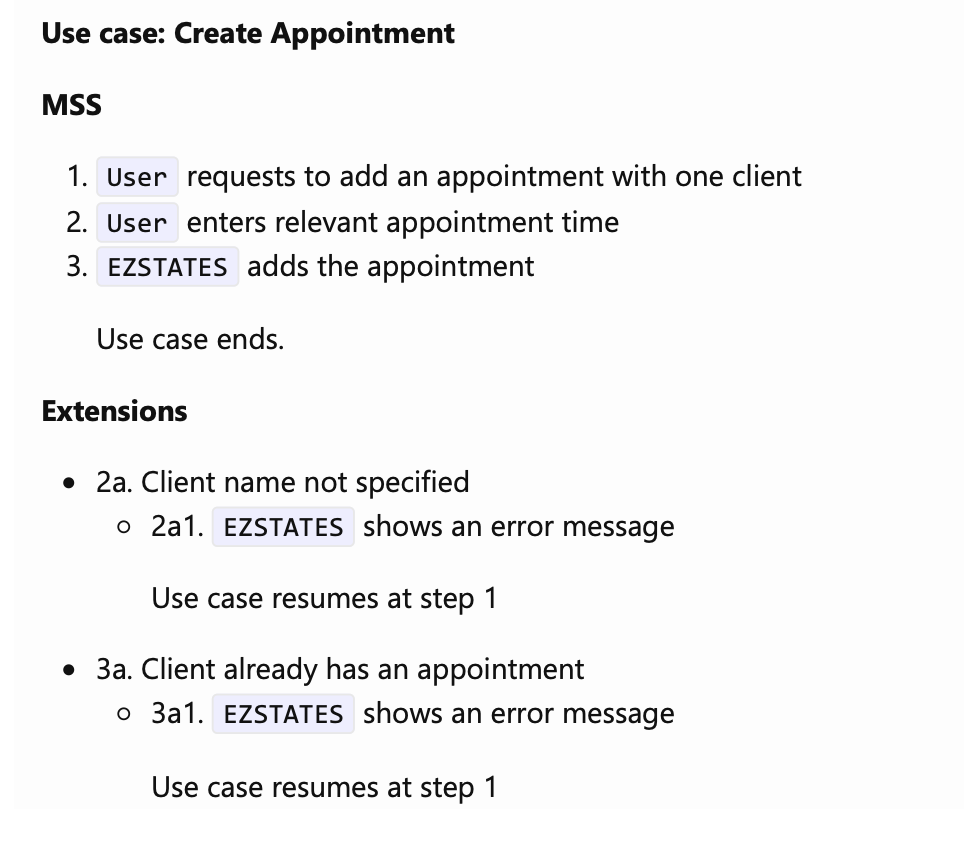 Use case: Create Appointment
MSS
1. User requests to add an appointment with one client
2. User enters relevant appointment time
3. EZSTATES adds the appointment
Use case ends.
Extensions
• 2a. Client name not specified
○ 2a1. EZSTATES shows an error message
Use case resumes at step 1
• 3a. Client already has an appointment
○ 3a1. EZSTATES shows an error message
Use case resumes at step 1